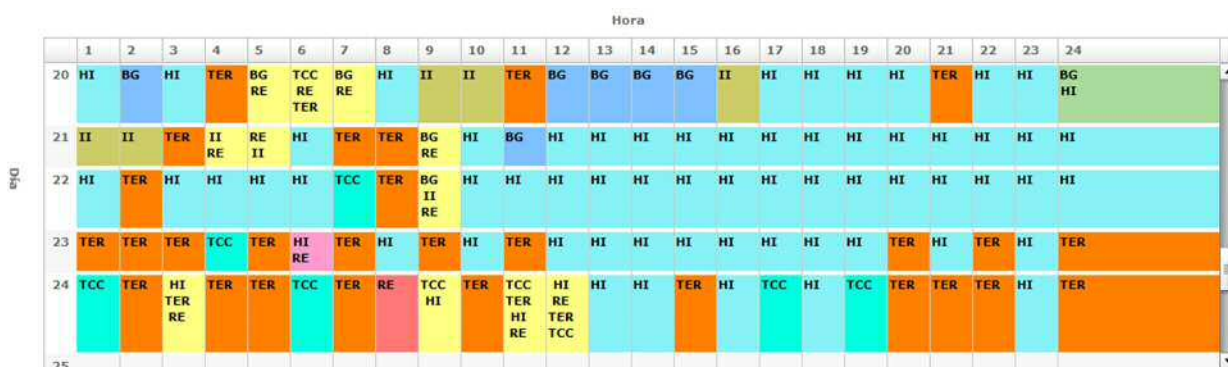 Hora
1 2 3 4 5 6 7 8 9 10 11 12 13 14 15 16 17 18 19 20 21 22 23 24
Día
20 HI BG HI TER BG TCC BG HI II II TER BG BG BG BG II HI HI HI HI TER HI HI BG
RE RE RE HI
TER
21 II II TER II RE HI TER TER BG HI BG HI HI HI HI HI HI HI HI HI HI HI HI HI
RE II RE
22 HI TER HI HI HI HI TCC TER BG HI HI HI HI HI HI HI HI HI HI HI HI HI HI HI
II
RE
23 TER TER TER TCC TER HI TER HI TER HI TER HI HI HI HI HI HI HI HI TER HI TER HI TER
RE
24 TCC TER HI TER TER TCC TER RE TCC TER TCC HI HI HI TER HI TCC HI TCC TER TER TER HI TER
TER HI TER RE
RE HI TER
RE TCC
25